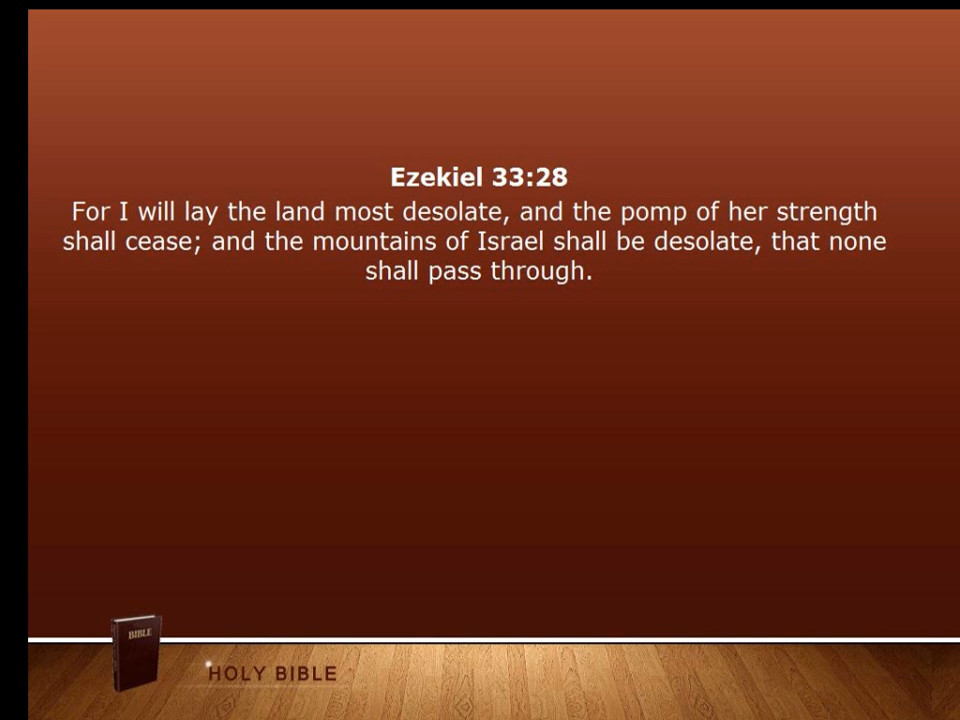 Ezekiel 33:28
For I will lay the land most desolate, and the pomp of her strength
shall cease; and the mountains of Israel shall be desolate, that none
shall pass through.
BIBLE
HOLY BIBLE